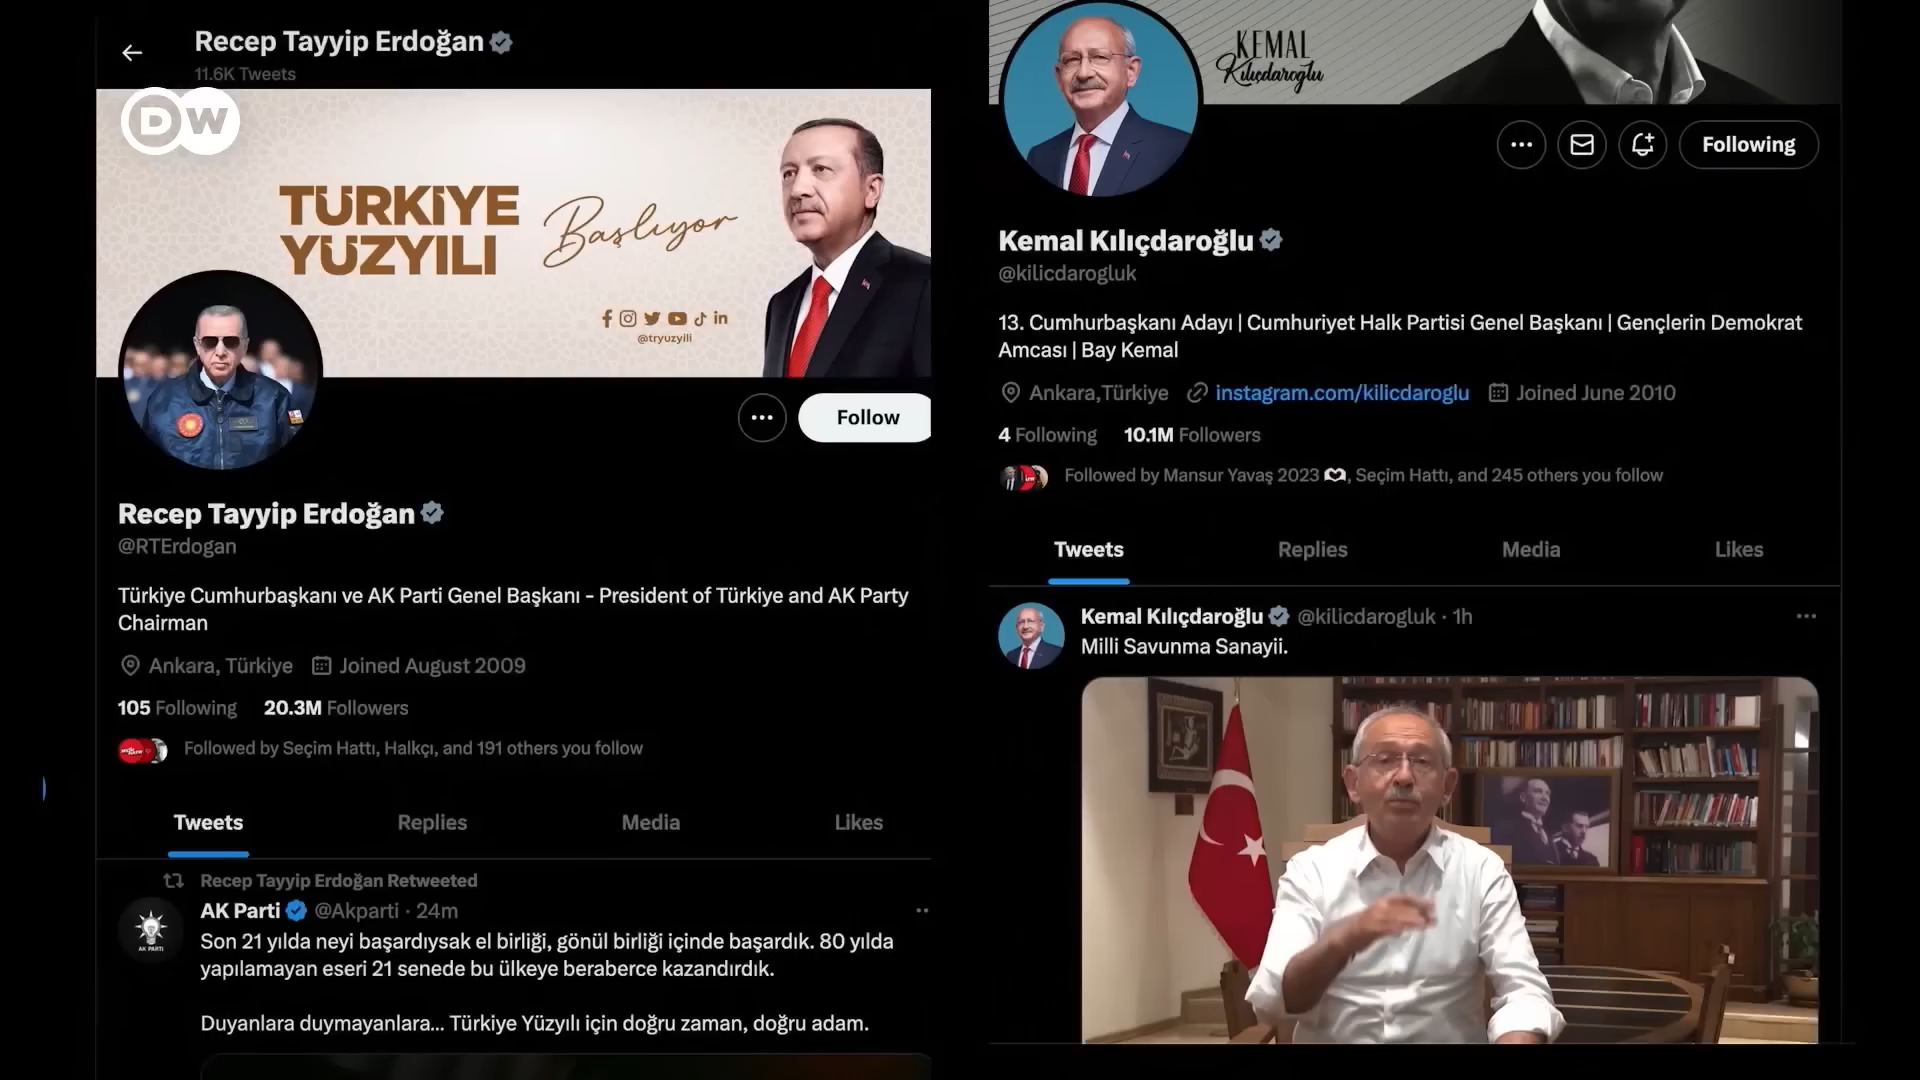 Recep Tayyip Erdoğan
11.6K Tweets
DW
TÜRKİYE
YÜZYILI
Başlıyor
@tryuzyili
Follow
Recep Tayyip Erdoğan
@RTErdogan
Türkiye Cumhurbaşkanı ve AK Parti Genel Başkanı - President of Türkiye and AK Party
Chairman
Ankara, Türkiye Joined August 2009
105 Following 20.3M Followers
Followed by Seçim Hattı, Halkçı, and 191 others you follow
Tweets Replies Media Likes
Recep Tayyip Erdoğan Retweeted
AK Parti @Akparti · 24m
AK PARTİ
Son 21 yılda neyi başardıysak el birliği, gönül birliği içinde başardık. 80 yılda
yapılamayan eseri 21 senede bu ülkeye beraberce kazandırdık.
Duyanlara duymayanlara... Türkiye Yüzyılı için doğru zaman, doğru adam.
KEMAL
Kılıçdaroğlu
Following
Kemal Kılıçdaroğlu
@kilicdarogluk
13. Cumhurbaşkanı Adayı | Cumhuriyet Halk Partisi Genel Başkanı | Gençlerin Demokrat
Amcası | Bay Kemal
Ankara,Türkiye instagram.com/kilicdaroglu Joined June 2010
4 Following 10.1M Followers
Followed by Mansur Yavaş 2023, Seçim Hattı, and 245 others you follow
Tweets Replies Media Likes
Kemal Kılıçdaroğlu @kilicdarogluk · 1h
Milli Savunma Sanayii.